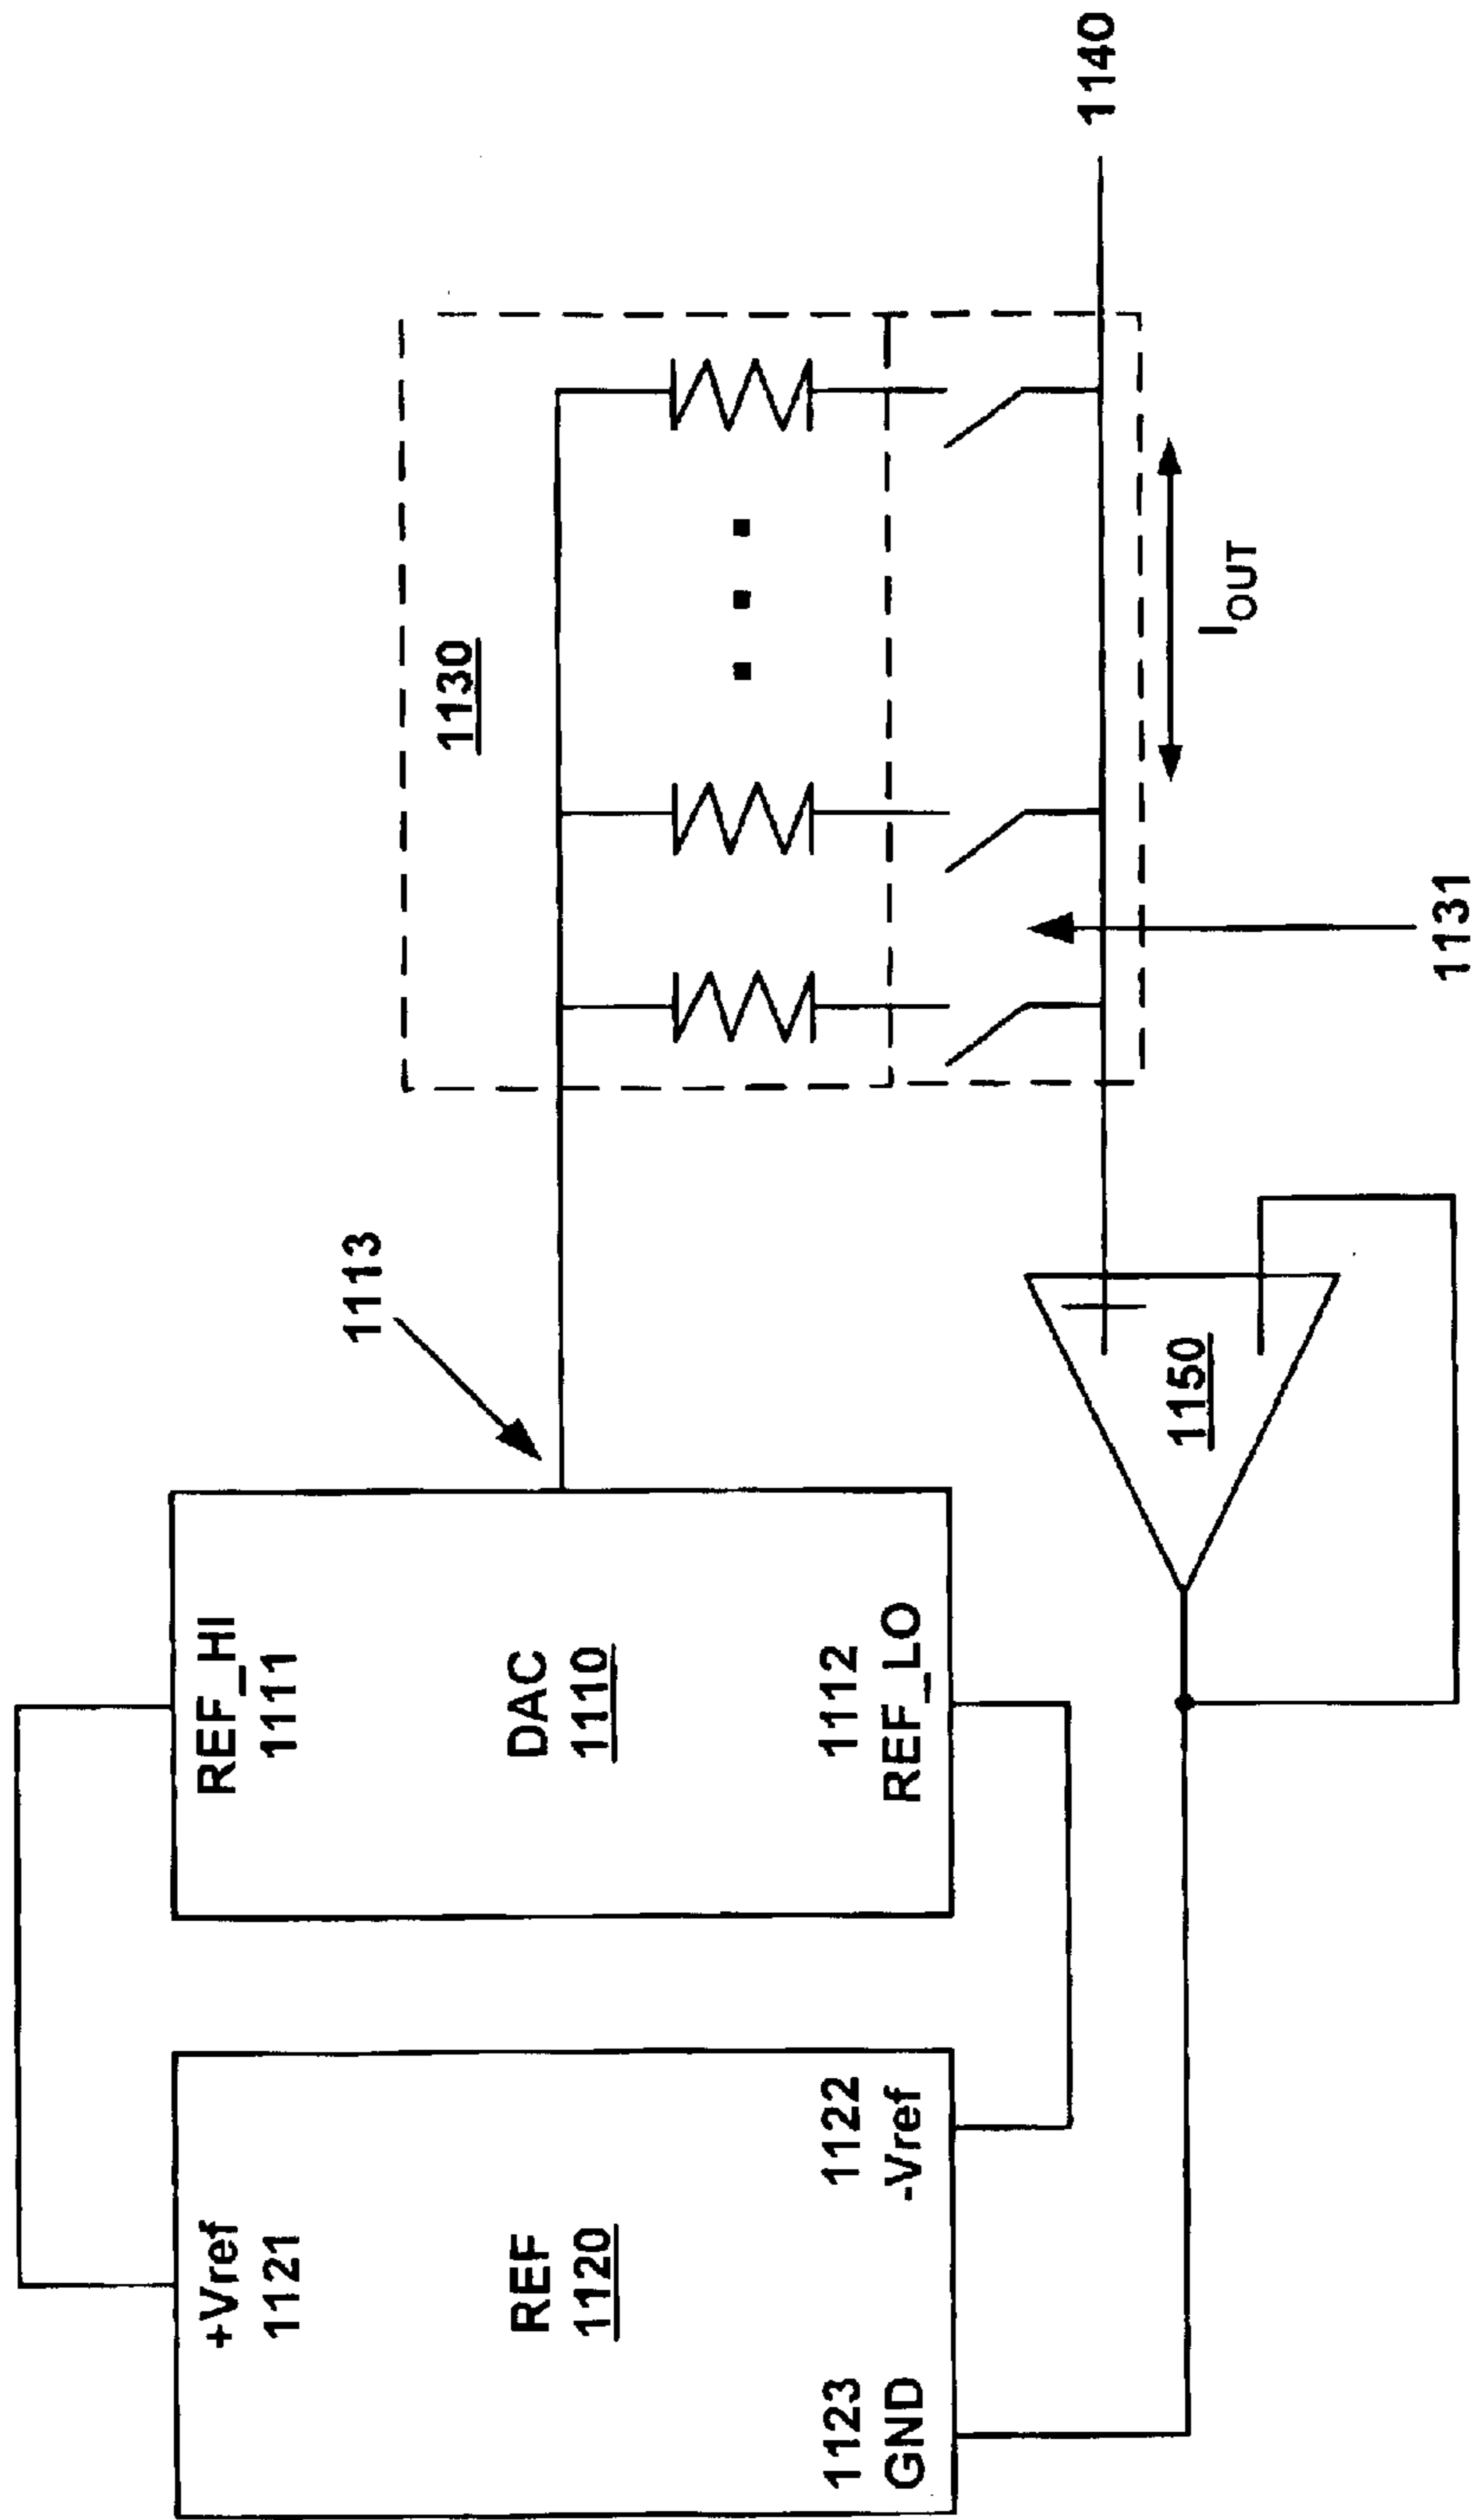 +Vref
1121
REF
1120
1123
GND
1122
-Vref
REF_HI
1111
DAC
1110
1112
REF_LO
1113
1150
1130
1131
IOUT
1140